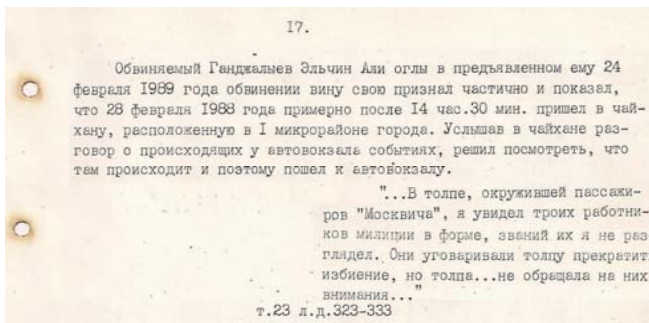 I7.
Обвиняемый Ганджалыев Эльчин Али оглы в предъявленном ему 24
февраля I989 года обвинении вину свою признал частично и показал,
что 28 февраля I988 года примерно после I4 час.30 мин. пришел в чай-
хану, расположенную в I микрорайоне города. Услышав в чайхане раз-
говор о происходящих у автовокзала событиях, решил посмотреть, что
там происходит и поэтому пошел к автовокзалу.
"...В толпе, окружившей пассажи-
ров "Москвича", я увидел троих работни-
ков милиции в форме, званий их я не раз
глядел. Они уговаривали толпу прекратит
избиение, но толпа...не обращала на них
внимания..."
т.23 л.д.323-333